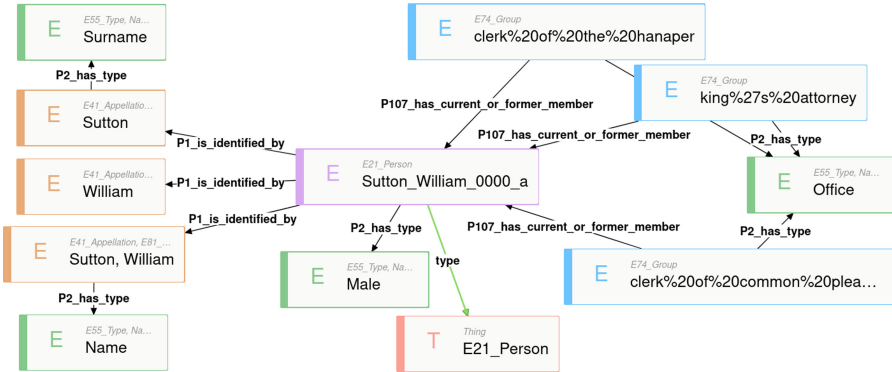 E E55_Type, Na...
Surname
P2_has_type
E E41_Appellatio...
Sutton
P1_is_identified_by
E E41_Appellatio...
William
P1_is_identified_by
P1_is_identified_by
E E41_Appellation, E81_...
Sutton, William
P2_has_type
E E55_Type, Na...
Name
E E74_Group
clerk%20of%20the%20hanaper
P107_has_current_or_former_member
E E74_Group
king%27s%20attorney
P107_has_current_or_former_member
P2_has_type
E E21_Person
Sutton_William_0000_a
E E55_Type, Na...
Office
P107_has_current_or_former_member
P2_has_type
P2_has_type
type
E E74_Group
clerk%20of%20common%20plea...
E E55_Type, Na...
Male
T Thing
E21_Person